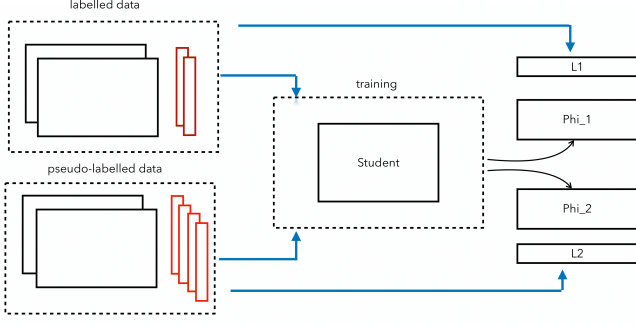 labelled data
L1
training
Phi_1
Student
pseudo-labelled data
Phi_2
L2